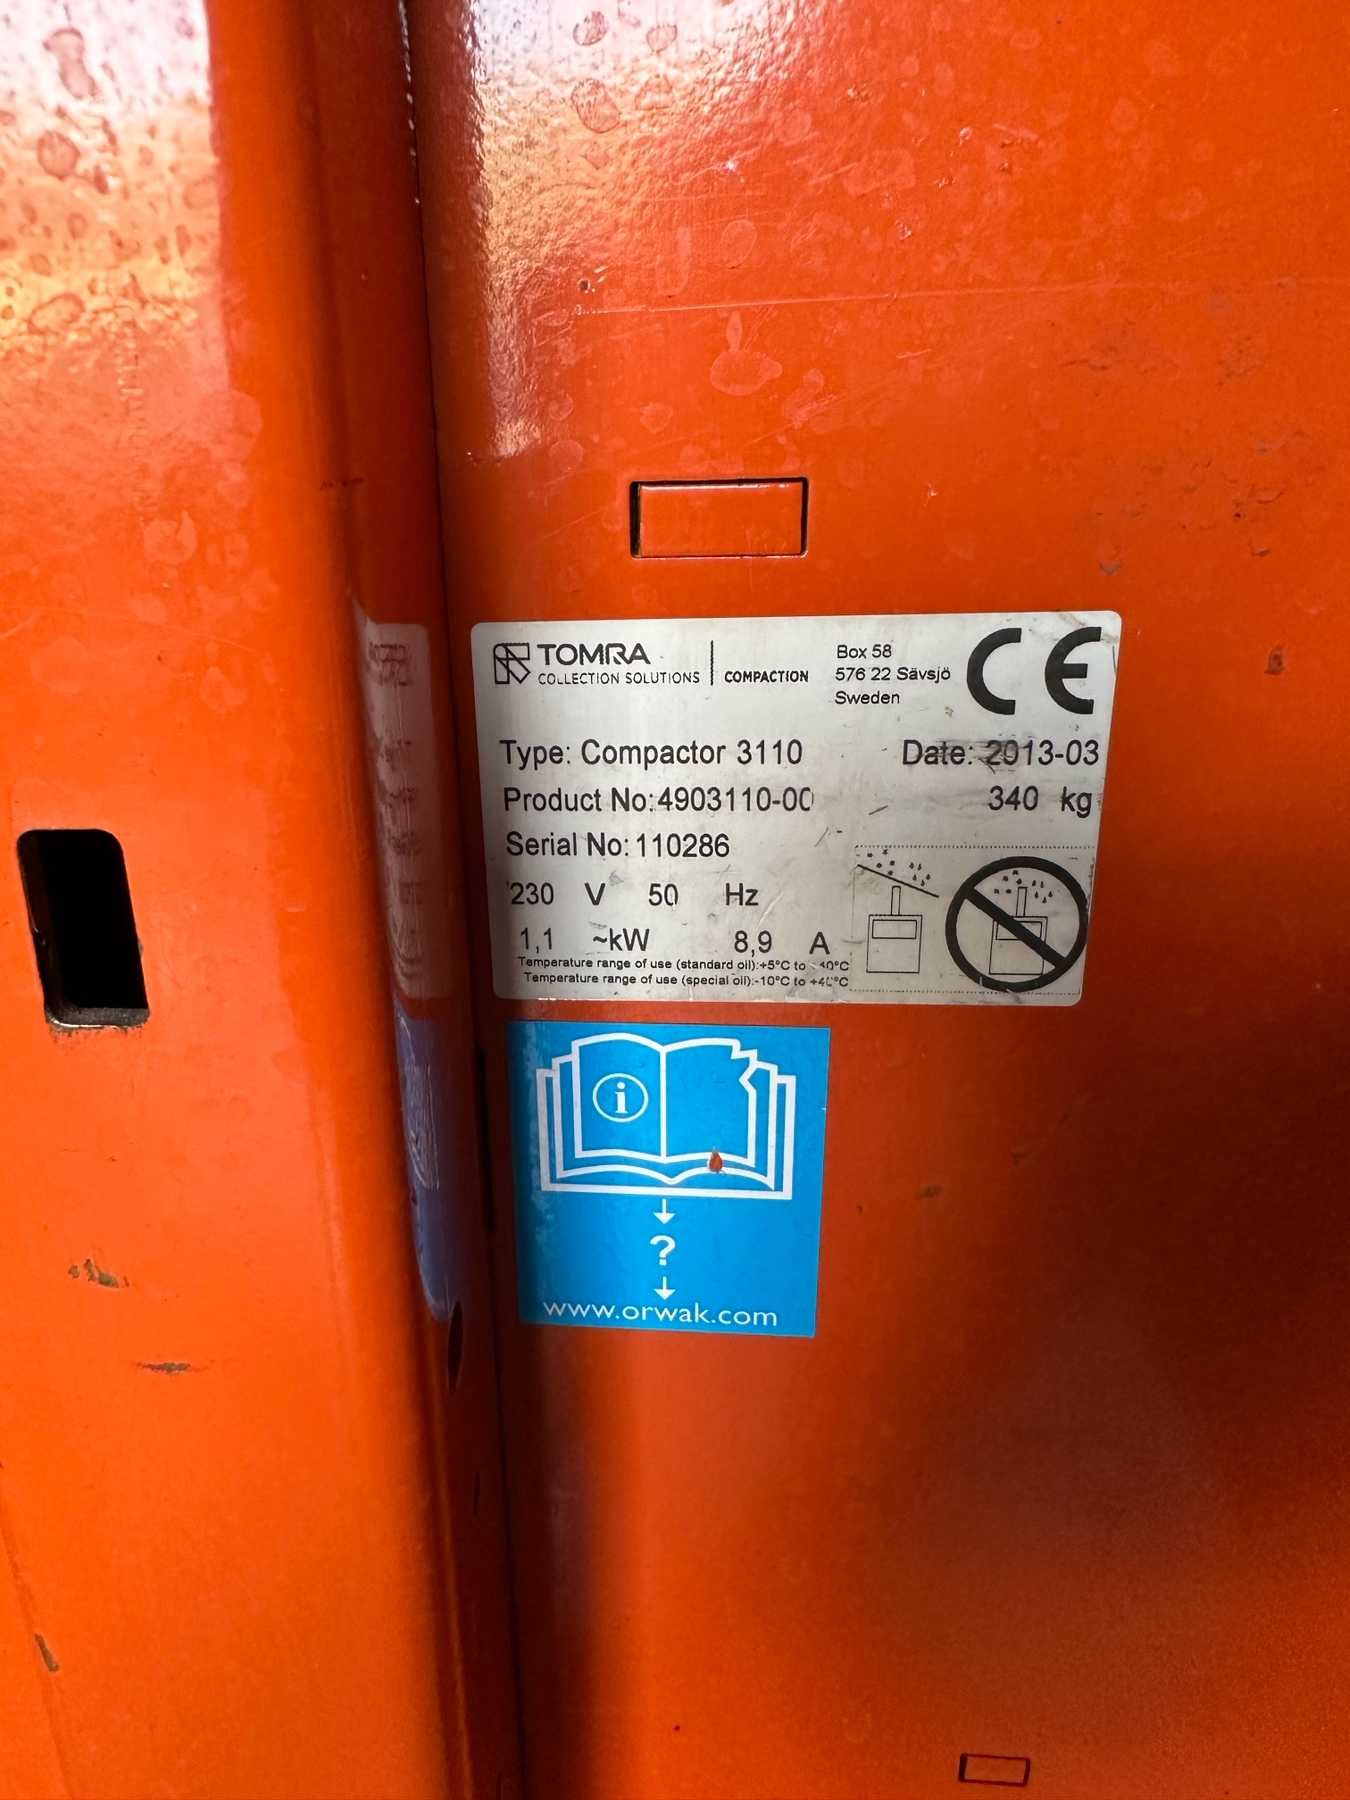 TOMRA
COLLECTION SOLUTIONS
COMPACTION
Box 58
576 22 Sävsjö
Sweden
CE
Type: Compactor 3110 Date: 2013-03
Product No: 4903110-00 340 kg
Serial No: 110286
230 V 50 Hz
1,1 ~kW 8,9 A
Temperature range of use (standard oil):+5°C to +40°C
Temperature range of use (special oil):-10°C to +40°C
i
?
www.orwak.com